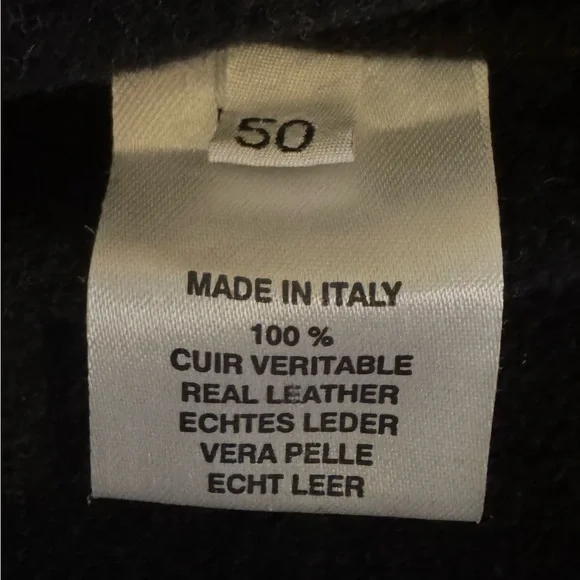 50
MADE IN ITALY
100 %
CUIR VERITABLE
REAL LEATHER
ECHTES LEDER
VERA PELLE
ECHT LEER